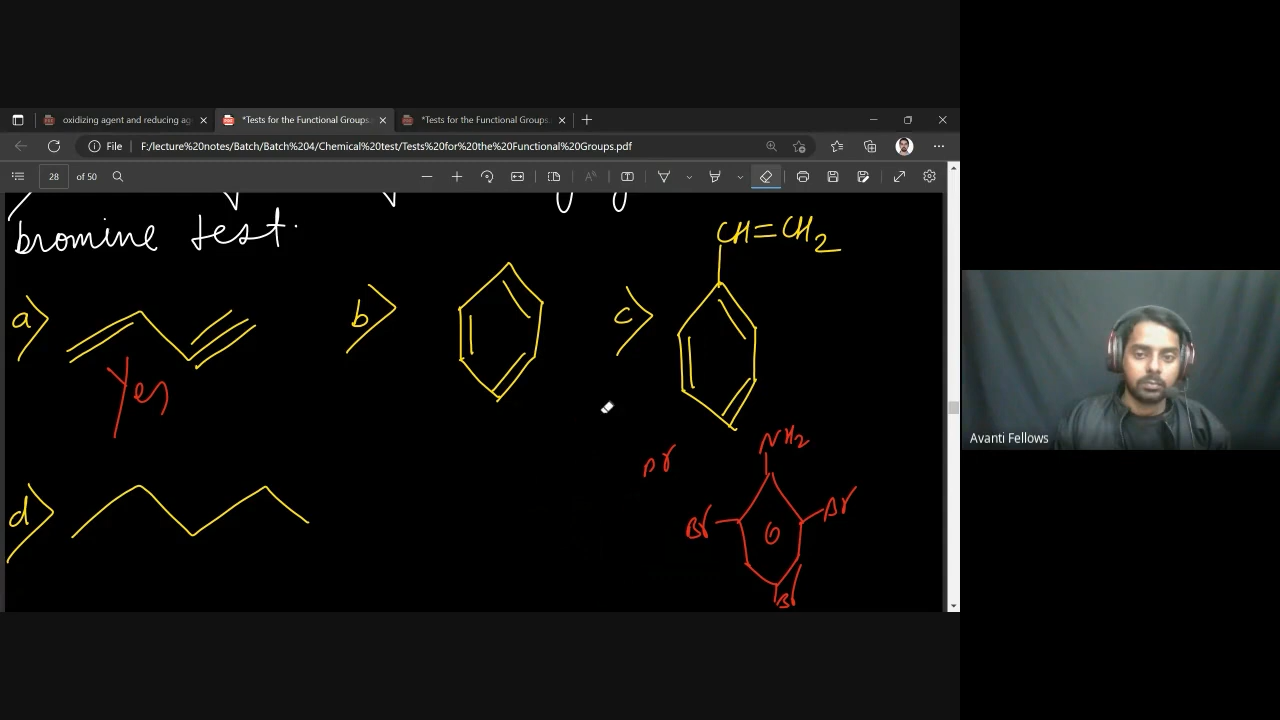 oxidizing agent and reducing ag
*Tests for the Functional Groups.
*Tests for the Functional Groups.
File
F:/lecture%20notes/Batch/Batch%204/Chemical%20test/Tests%20for%20the%20Functional%20Groups.pdf
28 of 50
bromine test.
CH=CH2
a)
b)
c)
Yes
NH2
Br
Br
Br
d)
Avanti Fellows